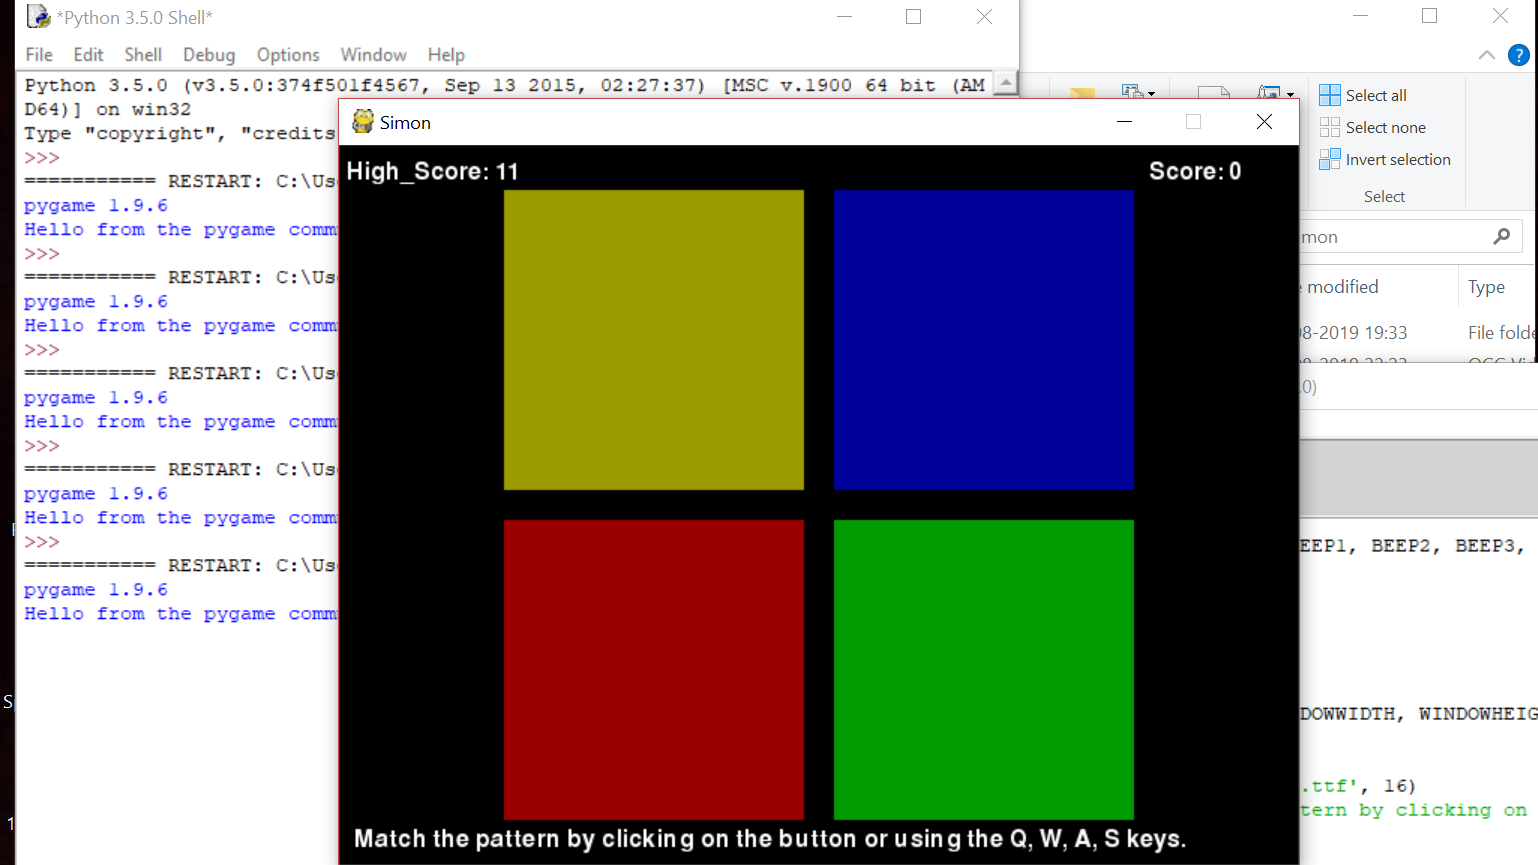 *Python 3.5.0 Shell*
File Edit Shell Debug Options Window Help
Python 3.5.0 (v3.5.0:374f501f4567, Sep 13 2015, 02:27:37) [MSC v.1900 64 bit (AM
D64)] on win32
Type "copyright", "credits
>>>
=========== RESTART: C:\Us
pygame 1.9.6
Hello from the pygame comm
>>>
=========== RESTART: C:\Us
pygame 1.9.6
Hello from the pygame comm
>>>
=========== RESTART: C:\Us
pygame 1.9.6
Hello from the pygame comm
>>>
=========== RESTART: C:\Us
pygame 1.9.6
Hello from the pygame comm
>>>
=========== RESTART: C:\Us
pygame 1.9.6
Hello from the pygame comm
Simon
High_Score: 11
Score: 0
Match the pattern by clicking on the button or using the Q, W, A, S keys.
?
Select all
Select none
Invert selection
Select
mon
modified
Type
08-2019 19:33
File folde
.0)
EEP1, BEEP2, BEEP3,
DOWWIDTH, WINDOWHEIG
.ttf', 16)
tern by clicking on